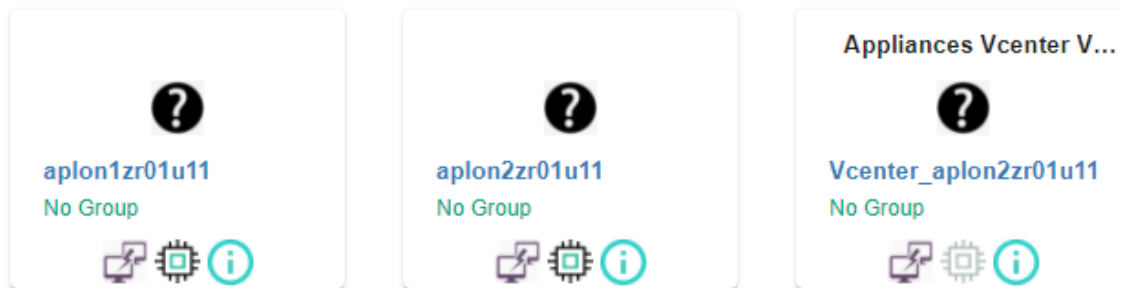 Appliances Vcenter V...
aplon1zr01u11
No Group
aplon2zr01u11
No Group
Vcenter_aplon2zr01u11
No Group